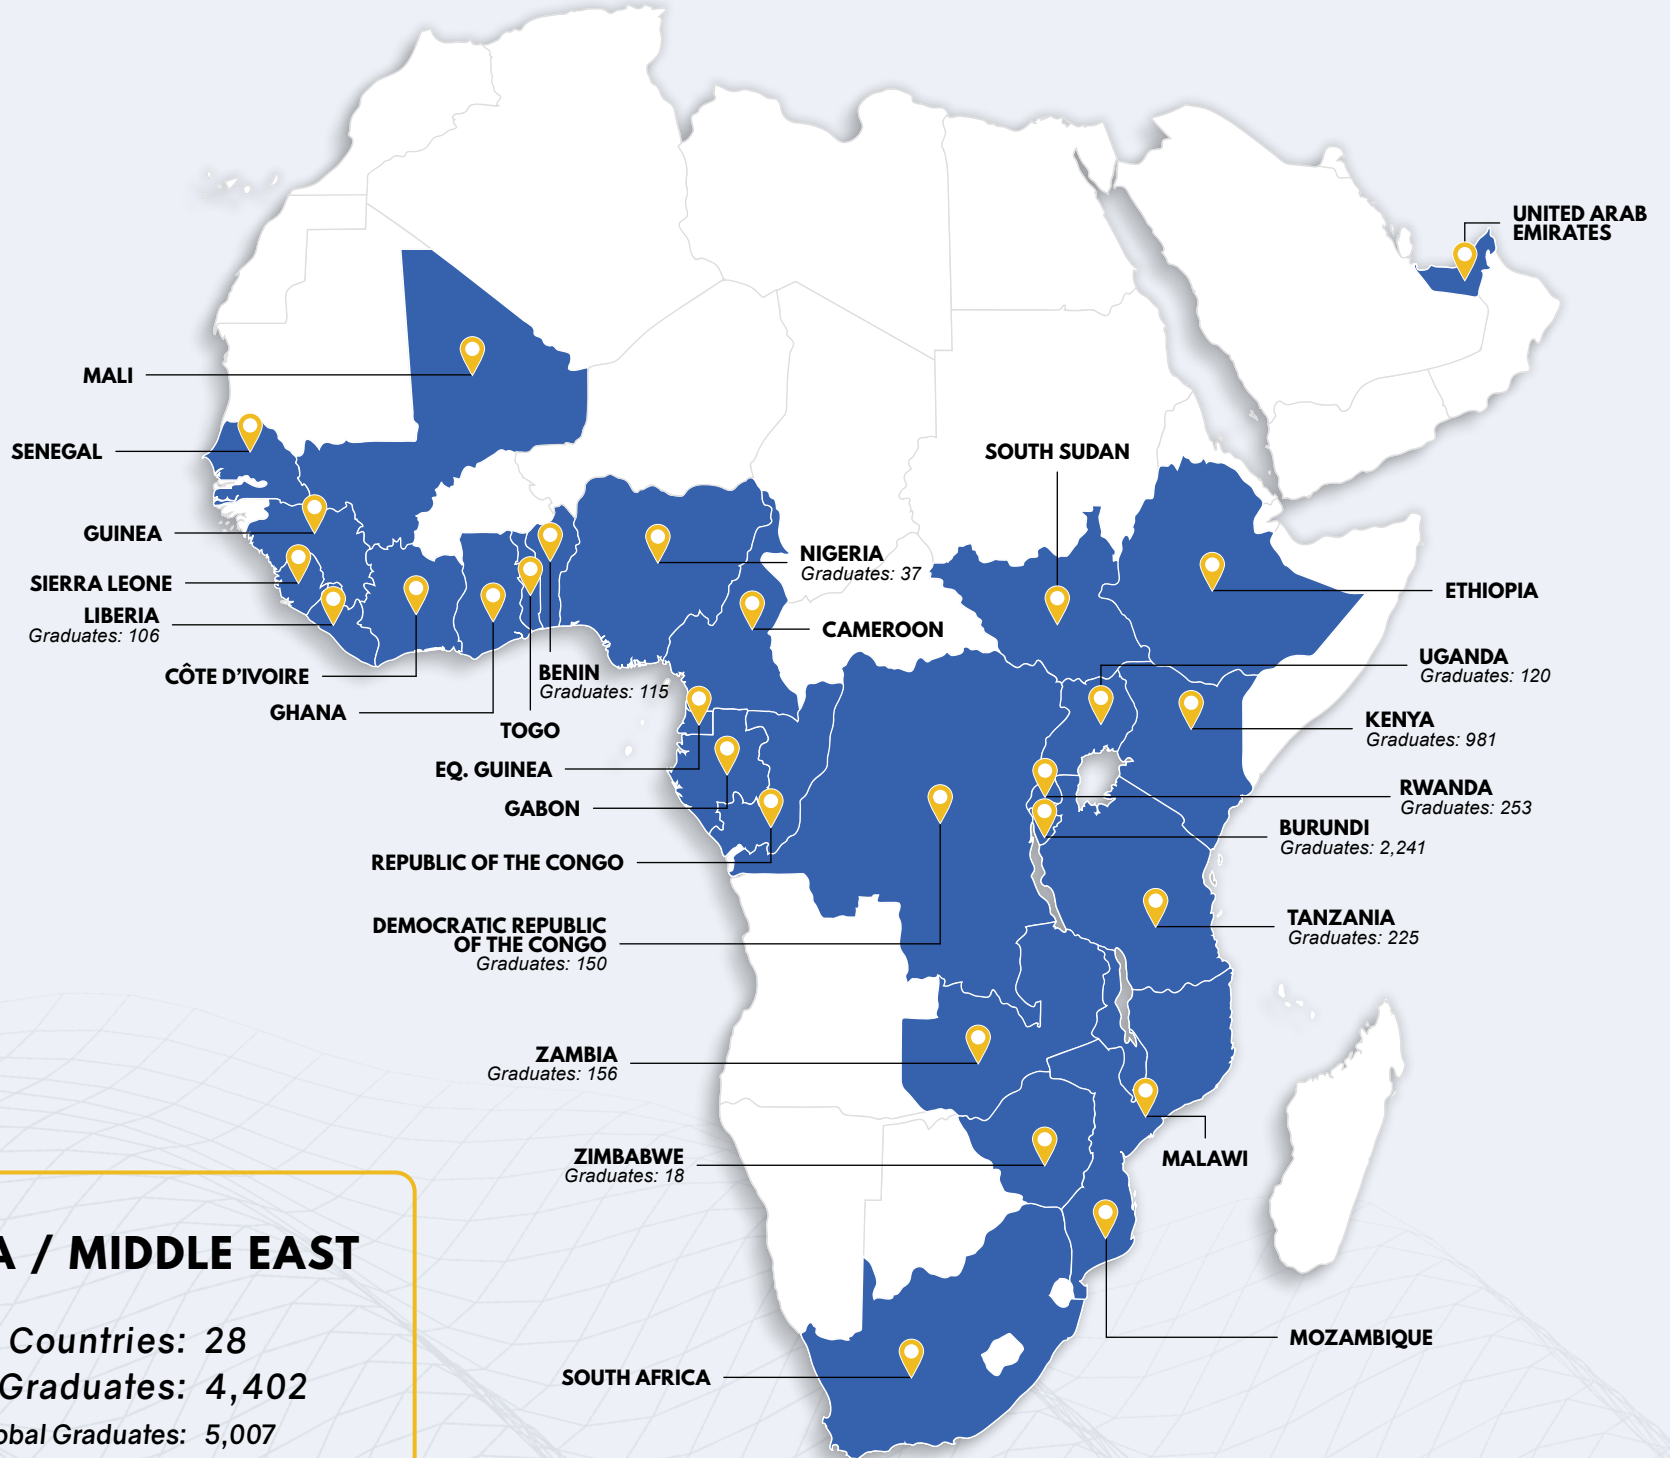 UNITED ARAB
EMIRATES
MALI
SENEGAL
SOUTH SUDAN
GUINEA
NIGERIA
Graduates: 37
SIERRA LEONE
ETHIOPIA
LIBERIA
Graduates: 106
CAMEROON
UGANDA
Graduates: 120
CÔTE D'IVOIRE
BENIN
Graduates: 115
GHANA
KENYA
Graduates: 981
TOGO
EQ. GUINEA
RWANDA
Graduates: 253
GABON
BURUNDI
Graduates: 2,241
REPUBLIC OF THE CONGO
DEMOCRATIC REPUBLIC
OF THE CONGO
Graduates: 150
TANZANIA
Graduates: 225
ZAMBIA
Graduates: 156
ZIMBABWE
Graduates: 18
MALAWI
A / MIDDLE EAST
Countries: 28
Graduates: 4,402
obal Graduates: 5,007
MOZAMBIQUE
SOUTH AFRICA